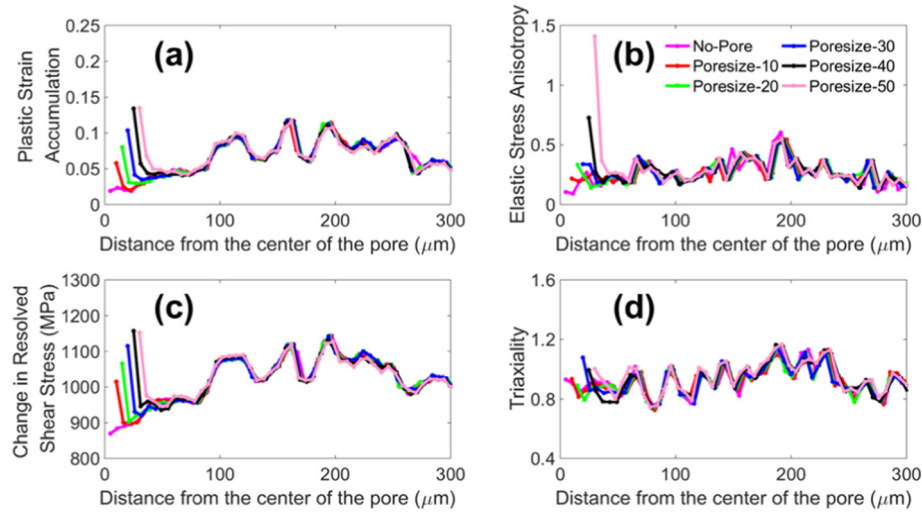 (a)
Plastic Strain
Accumulation
0.25
0.2
0.15
0.1
0.05
0
0
100
200
300
Distance from the center of the pore (μm)
(b)
Elastic Stress Anisotropy
1.5
1
0.5
0
0
100
200
300
Distance from the center of the pore (μm)
No-Pore
Poresize-10
Poresize-20
Poresize-30
Poresize-40
Poresize-50
(c)
Change in Resolved
Shear Stress (MPa)
1300
1200
1100
1000
900
800
0
100
200
300
Distance from the center of the pore (μm)
(d)
Triaxiality
1.6
1.2
0.8
0.4
0
100
200
300
Distance from the center of the pore (μm)